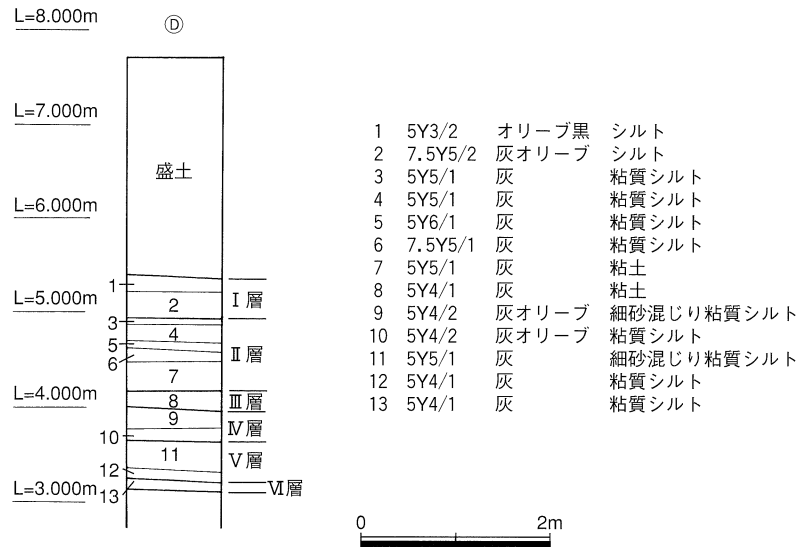 L=8.000m
Ⓓ
L=7.000m
盛土
L=6.000m
L=5.000m
L=4.000m
L=3.000m
1
2
3
4
5
6
7
8
9
10
11
12
13
Ⅰ層
Ⅱ層
Ⅲ層
Ⅳ層
Ⅴ層
Ⅵ層
1 5Y3/2 オリーブ黒 シルト
2 7.5Y5/2 灰オリーブ シルト
3 5Y5/1 灰 粘質シルト
4 5Y5/1 灰 粘質シルト
5 5Y6/1 灰 粘質シルト
6 7.5Y5/1 灰 粘質シルト
7 5Y5/1 灰 粘土
8 5Y4/1 灰 粘土
9 5Y4/2 灰オリーブ 細砂混じり粘質シルト
10 5Y4/2 灰オリーブ 粘質シルト
11 5Y5/1 灰 細砂混じり粘質シルト
12 5Y4/1 灰 粘質シルト
13 5Y4/1 灰 粘質シルト
0 2m